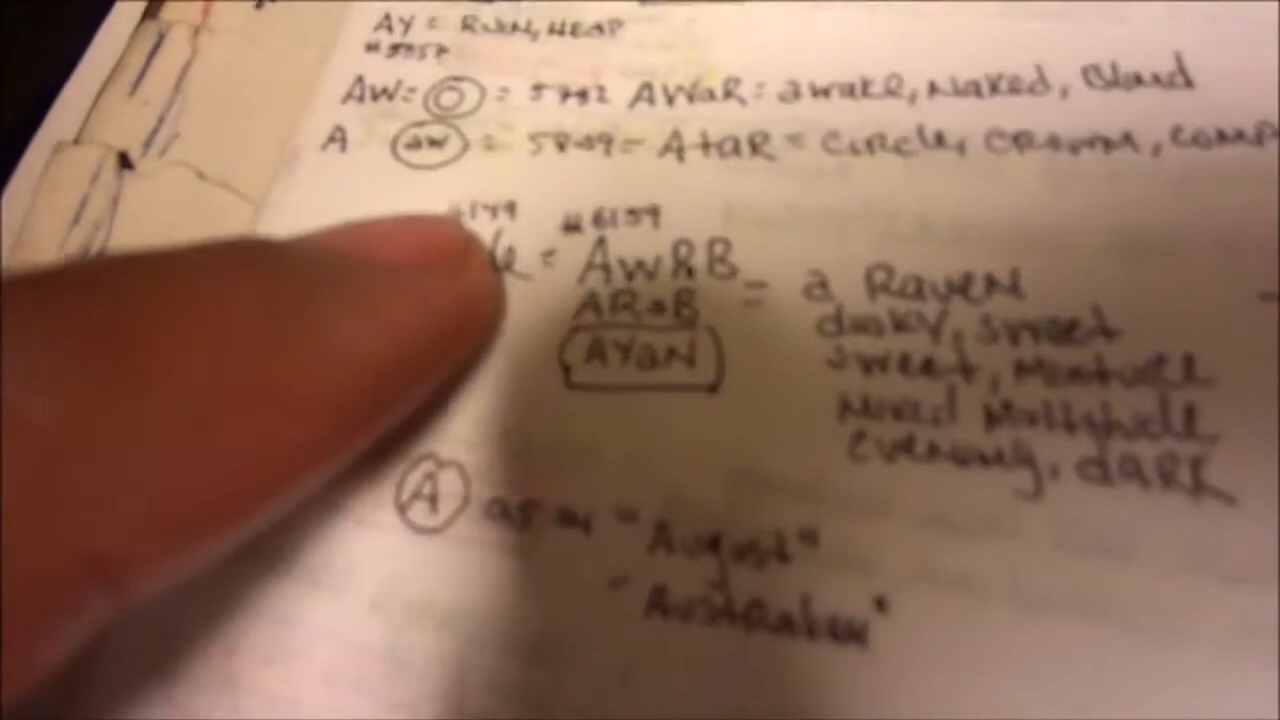 AY = RUIN, HEAP
#5857
AW= O = 5782 AWaR= awake, Naked, Blind
A aw = 5849= AtaR = circle, crown, comp
#6159
= AWRB = a Raven
ARaB dusky, sweet
AYaN sweet, Mixture
Mixed Multitude
evening, dark
A as in "August"
"Australia"